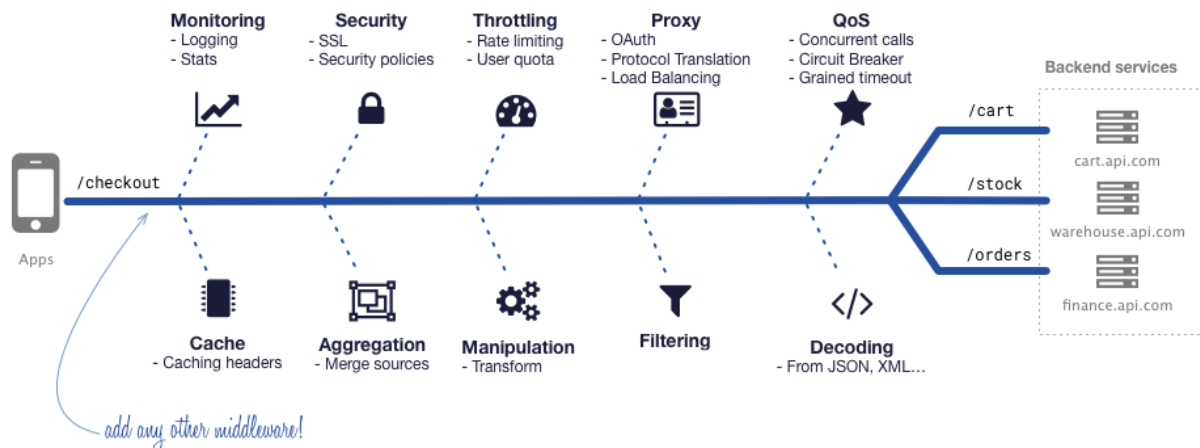 Monitoring
- Logging
- Stats
Security
- SSL
- Security policies
Throttling
- Rate limiting
- User quota
Proxy
- OAuth
- Protocol Translation
- Load Balancing
QoS
- Concurrent calls
- Circuit Breaker
- Grained timeout
Backend services
/cart
cart.api.com
/checkout
/stock
warehouse.api.com
Apps
/orders
finance.api.com
Cache
- Caching headers
Aggregation
- Merge sources
Manipulation
- Transform
Filtering
Decoding
- From JSON, XML...
add any other middleware!